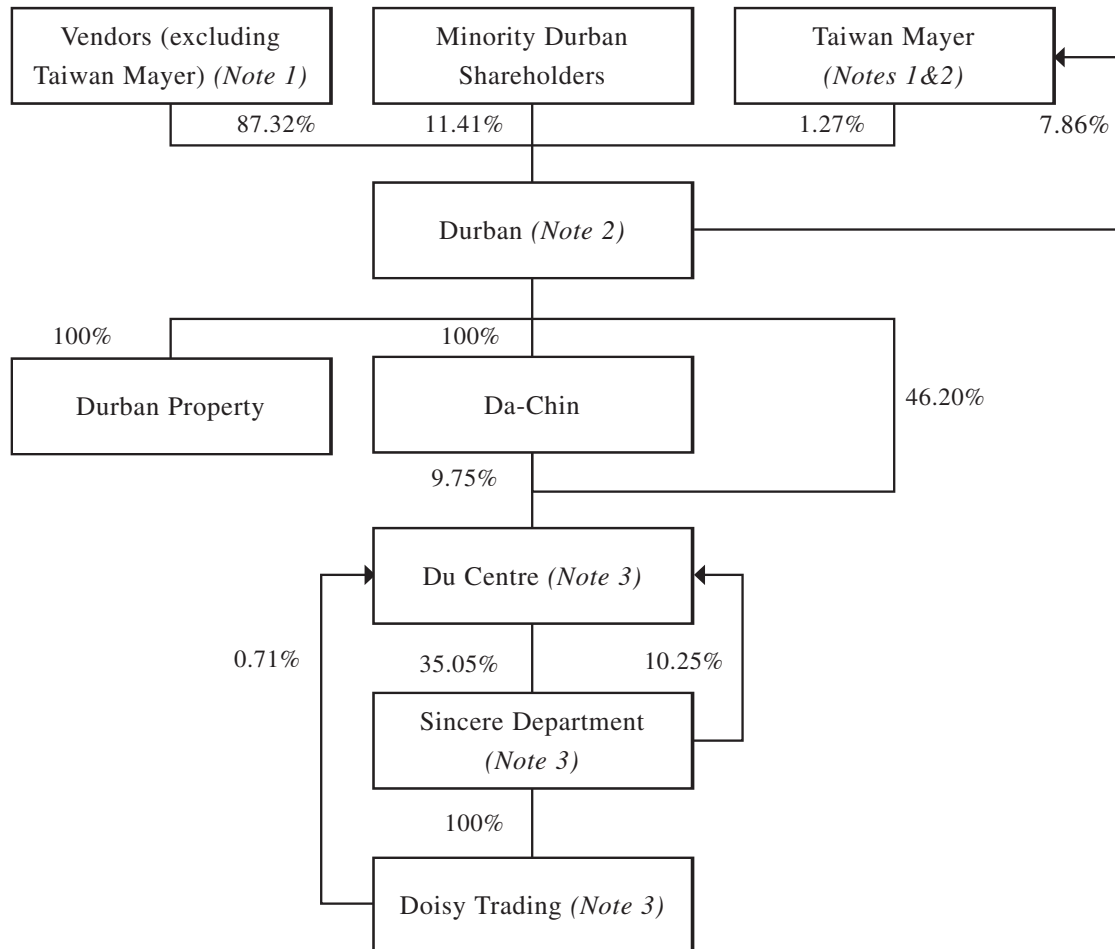 Vendors (excluding
Taiwan Mayer) (Note 1)
Minority Durban
Shareholders
Taiwan Mayer
(Notes 1&2)
87.32%
11.41%
1.27%
7.86%
Durban (Note 2)
100%
100%
46.20%
Durban Property
Da-Chin
9.75%
Du Centre (Note 3)
0.71%
35.05%
10.25%
Sincere Department
(Note 3)
100%
Doisy Trading (Note 3)